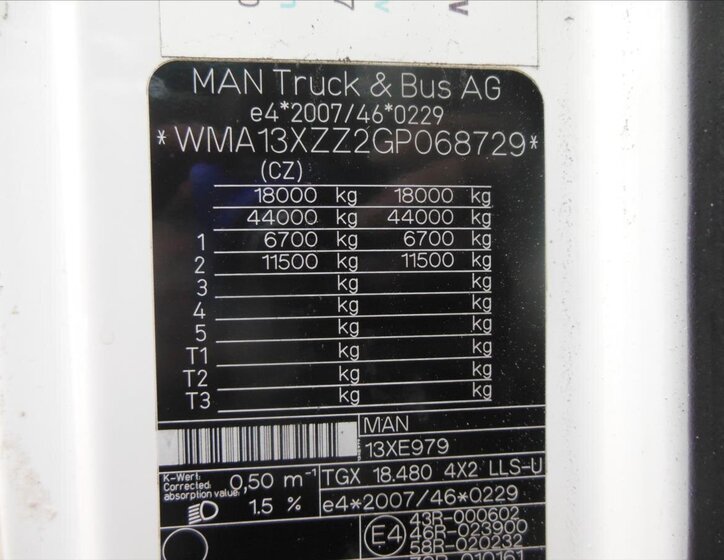 MAN Truck & Bus AG
e4*2007/46*0229
*WMA13XZZ2GP068729*
(CZ)
18000 kg 18000 kg
44000 kg 44000 kg
1 6700 kg 6700 kg
2 11500 kg 11500 kg
3 kg kg
4 kg kg
5 kg kg
T1 kg kg
T2 kg kg
T3 kg kg
MAN
13XE979
K-Wert:
Corrected
absorption value:
0,50 m⁻¹
1.5 %
TGX 18.480 4X2 LLS-U
e4*2007/46*0229
E4
43R-000602
46R-023900
58R-020232